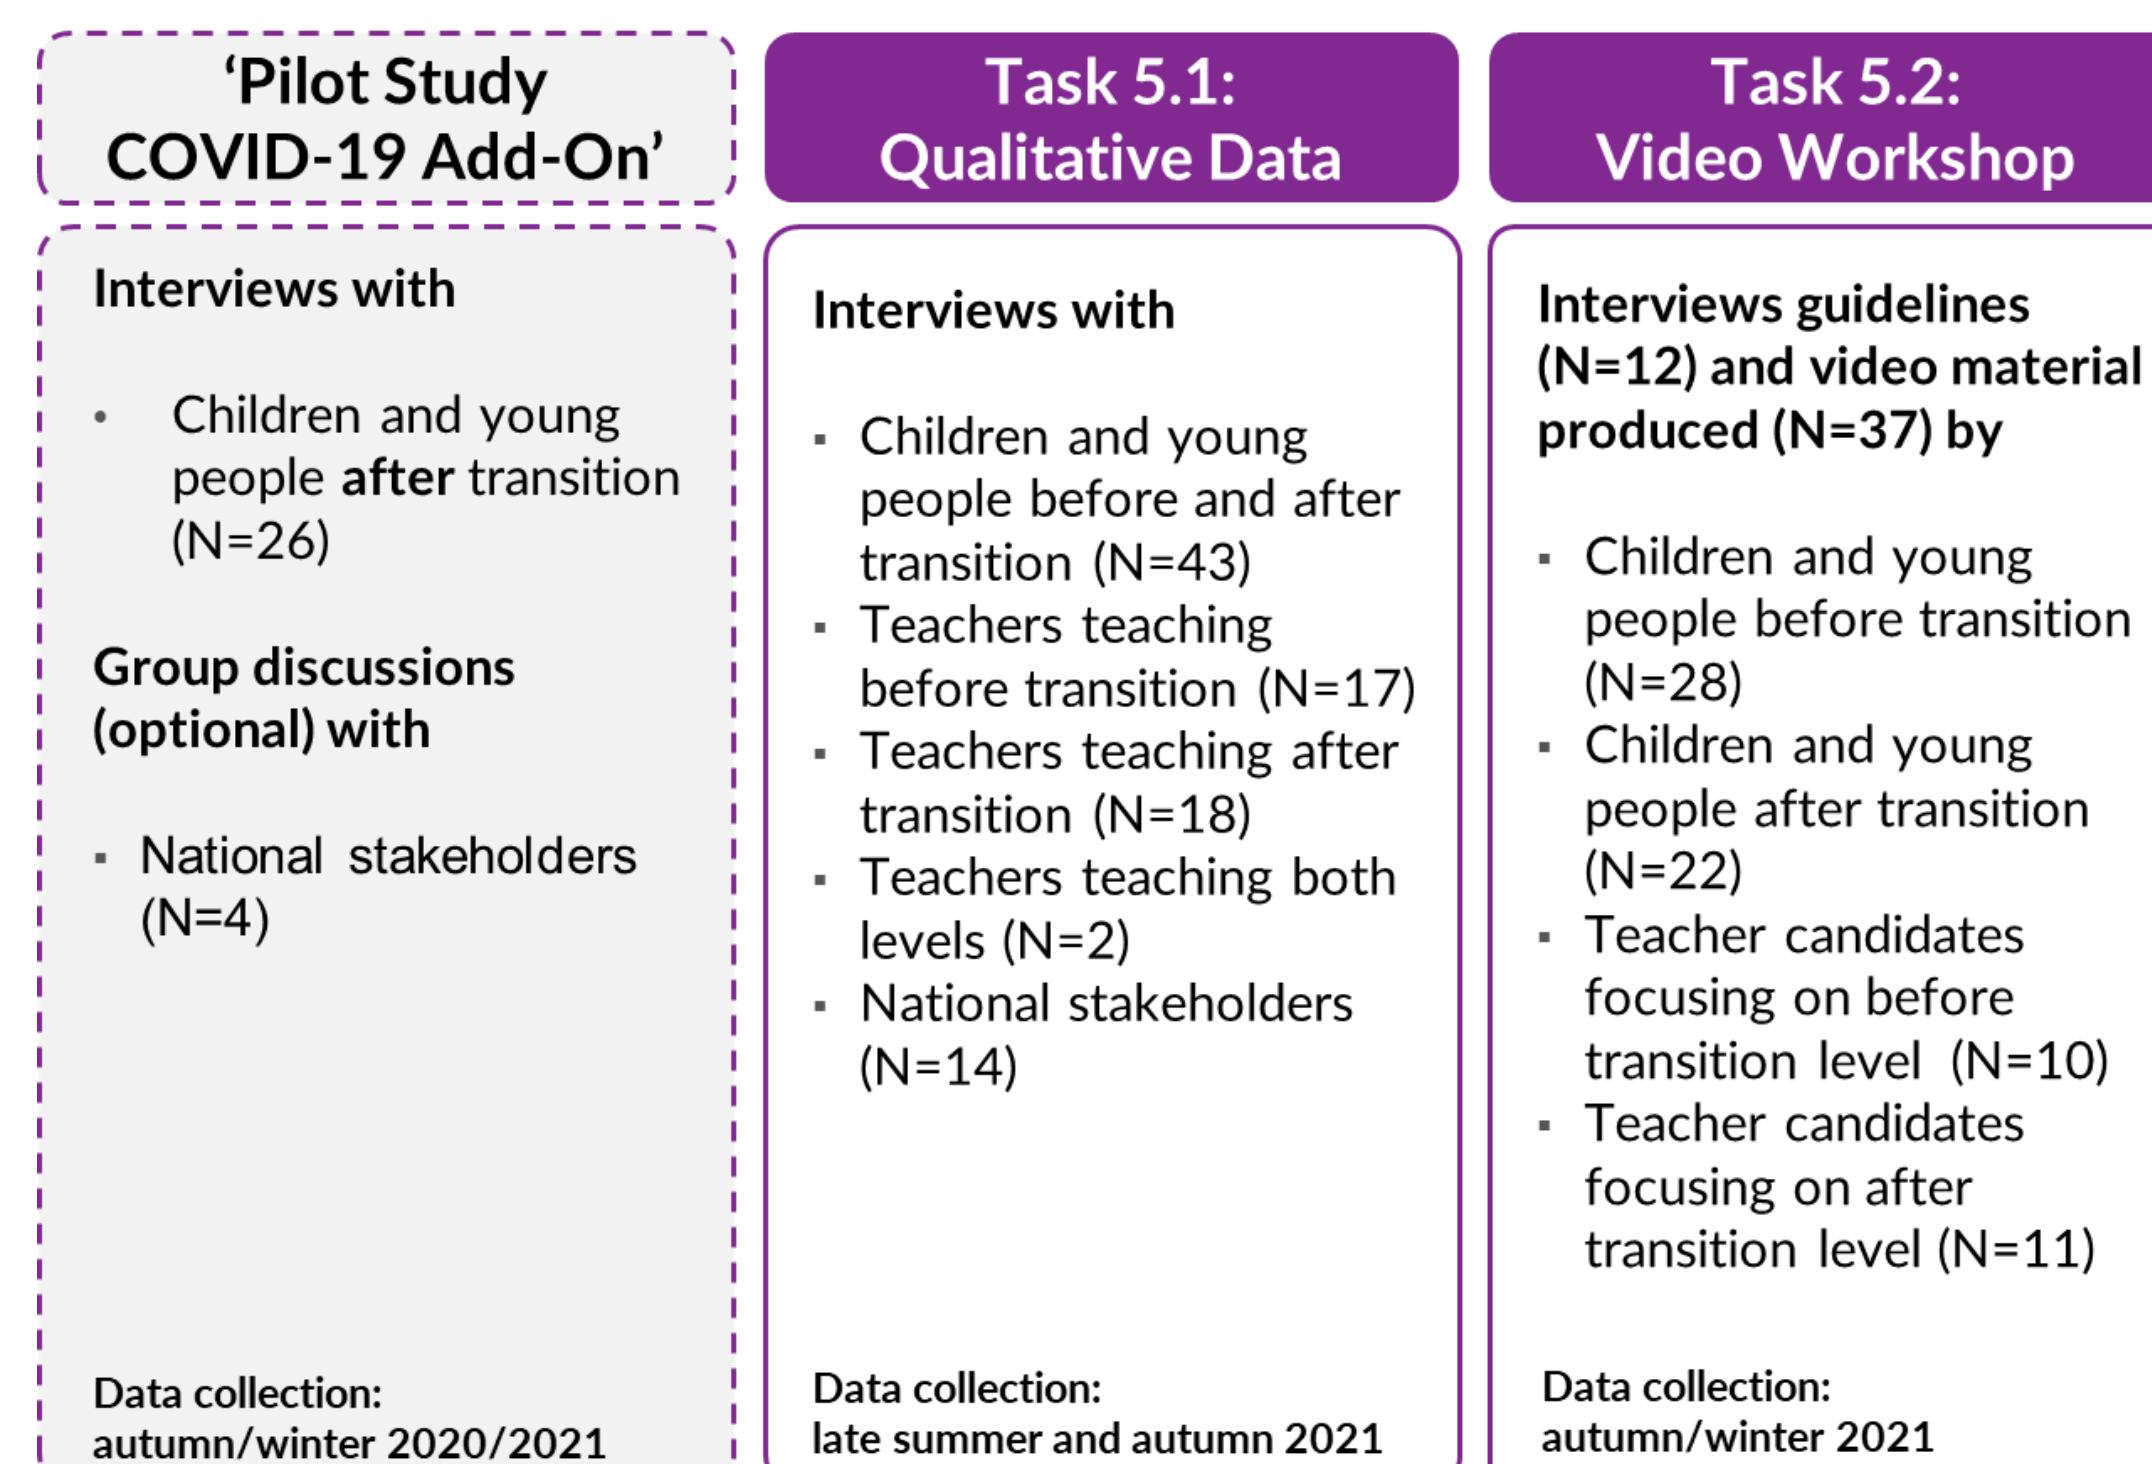 ‘Pilot Study
COVID-19 Add-On’
Interviews with
• Children and young
people after transition
(N=26)
Group discussions
(optional) with
▪ National stakeholders
(N=4)
Data collection:
autumn/winter 2020/2021
Task 5.1:
Qualitative Data
Interviews with
▪ Children and young
people before and after
transition (N=43)
▪ Teachers teaching
before transition (N=17)
▪ Teachers teaching after
transition (N=18)
▪ Teachers teaching both
levels (N=2)
▪ National stakeholders
(N=14)
Data collection:
late summer and autumn 2021
Task 5.2:
Video Workshop
Interviews guidelines
(N=12) and video material
produced (N=37) by
▪ Children and young
people before transition
(N=28)
▪ Children and young
people after transition
(N=22)
▪ Teacher candidates
focusing on before
transition level (N=10)
▪ Teacher candidates
focusing on after
transition level (N=11)
Data collection:
autumn/winter 2021